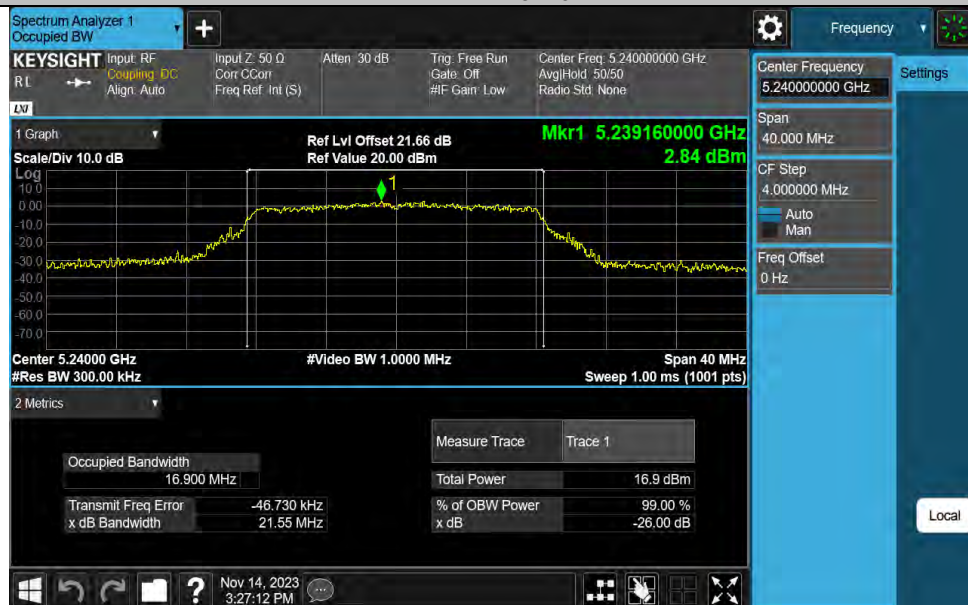 Spectrum Analyzer 1
Occupied BW
+
Frequency
KEYSIGHT Input: RF Input Z: 50 Ω Atten: 30 dB Trig: Free Run Center Freq: 5.240000000 GHz
RL Coupling: DC Corr CCorr Gate: Off Avg|Hold: 50/50
Align: Auto Freq Ref: Int (S) #IF Gain: Low Radio Std: None
LXI
Center Frequency
5.240000000 GHz
Settings
Span
40.000 MHz
CF Step
4.000000 MHz
Auto
Man
Freq Offset
0 Hz
Local
1 Graph
Ref Lvl Offset 21.66 dB
Mkr1 5.239160000 GHz
Scale/Div 10.0 dB
Ref Value 20.00 dBm
2.84 dBm
Log
1
10.0
0.00
-10.0
-20.0
-30.0
-40.0
-50.0
-60.0
-70.0
Center 5.24000 GHz #Video BW 1.0000 MHz Span 40 MHz
#Res BW 300.00 kHz Sweep 1.00 ms (1001 pts)
2 Metrics
Measure Trace Trace 1
Occupied Bandwidth
16.900 MHz
Total Power 16.9 dBm
Transmit Freq Error -46.730 kHz
% of OBW Power 99.00 %
x dB Bandwidth 21.55 MHz
x dB -26.00 dB
?
Nov 14, 2023
3:27:12 PM